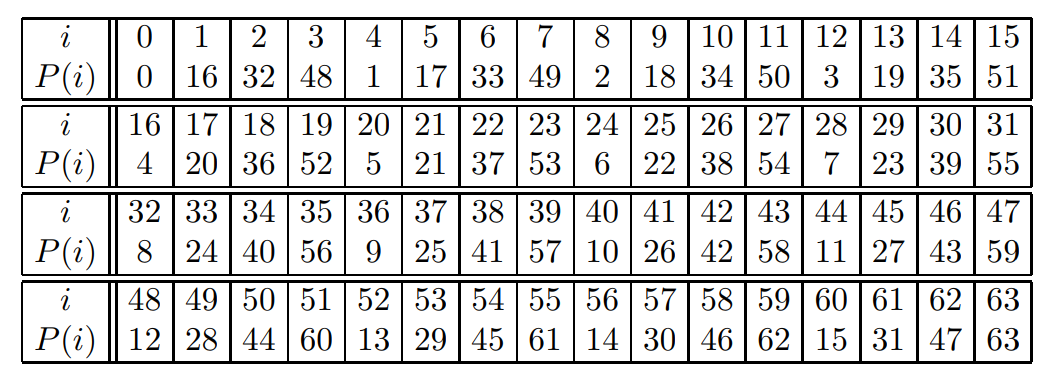 i 0 1 2 3 4 5 6 7 8 9 10 11 12 13 14 15
P(i) 0 16 32 48 1 17 33 49 2 18 34 50 3 19 35 51
i 16 17 18 19 20 21 22 23 24 25 26 27 28 29 30 31
P(i) 4 20 36 52 5 21 37 53 6 22 38 54 7 23 39 55
i 32 33 34 35 36 37 38 39 40 41 42 43 44 45 46 47
P(i) 8 24 40 56 9 25 41 57 10 26 42 58 11 27 43 59
i 48 49 50 51 52 53 54 55 56 57 58 59 60 61 62 63
P(i) 12 28 44 60 13 29 45 61 14 30 46 62 15 31 47 63